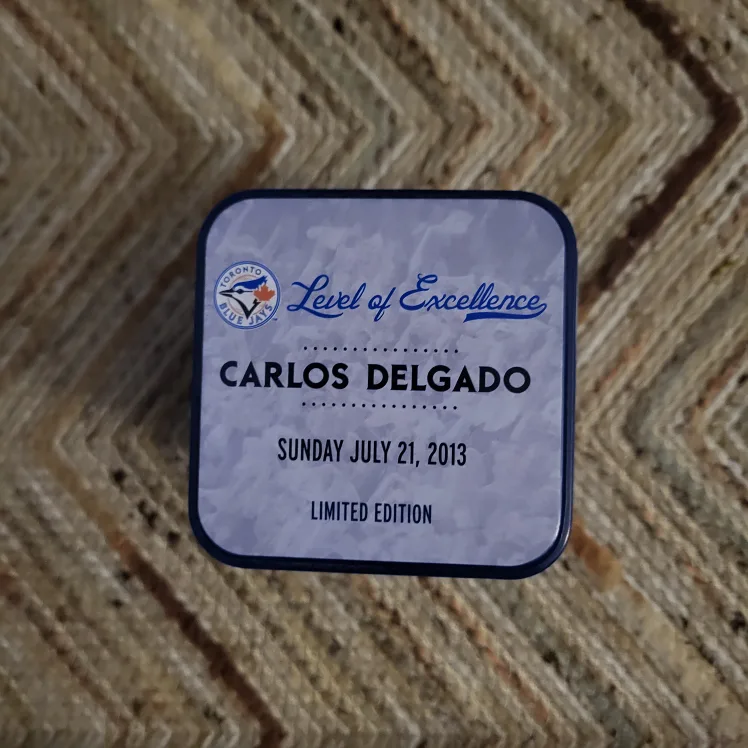 TORONTO
BLUE JAYS
Level of Excellence
CARLOS DELGADO
SUNDAY JULY 21, 2013
LIMITED EDITION